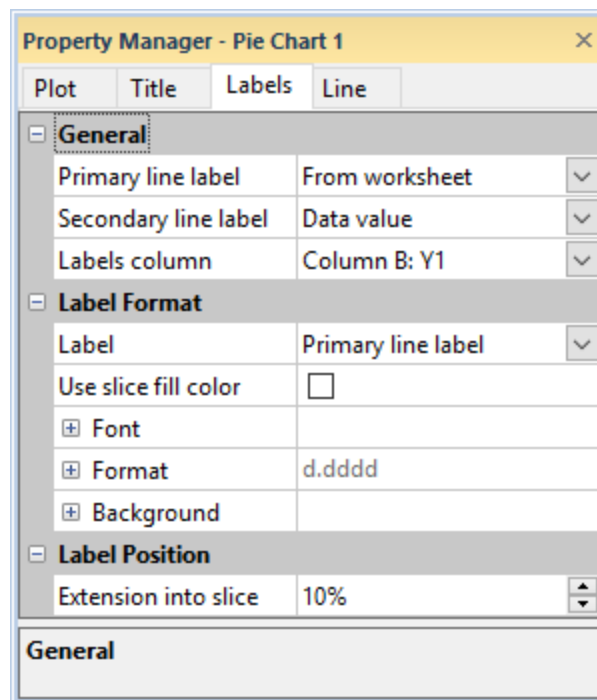 Property Manager - Pie Chart 1
Plot Title Labels Line
General
Primary line label From worksheet
Secondary line label Data value
Labels column Column B: Y1
Label Format
Label Primary line label
Use slice fill color
Font
Format d.dddd
Background
Label Position
Extension into slice 10%
General